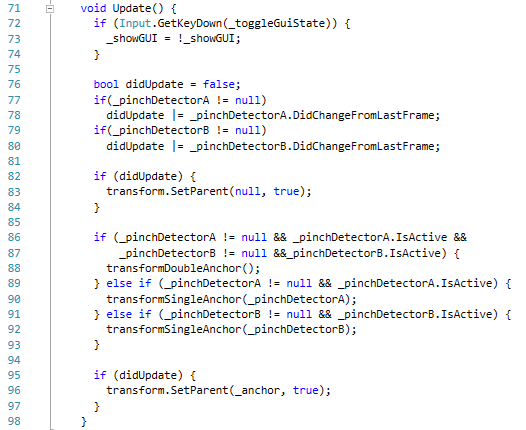 71 void Update() {
72 if (Input.GetKeyDown(_toggleGuiState)) {
73 _showGUI = !_showGUI;
74 }
75
76 bool didUpdate = false;
77 if(_pinchDetectorA != null)
78 didUpdate |= _pinchDetectorA.DidChangeFromLastFrame;
79 if(_pinchDetectorB != null)
80 didUpdate |= _pinchDetectorB.DidChangeFromLastFrame;
81
82 if (didUpdate) {
83 transform.SetParent(null, true);
84 }
85
86 if (_pinchDetectorA != null && _pinchDetectorA.IsActive &&
87 _pinchDetectorB != null &&_pinchDetectorB.IsActive) {
88 transformDoubleAnchor();
89 } else if (_pinchDetectorA != null && _pinchDetectorA.IsActive) {
90 transformSingleAnchor(_pinchDetectorA);
91 } else if (_pinchDetectorB != null && _pinchDetectorB.IsActive) {
92 transformSingleAnchor(_pinchDetectorB);
93 }
94
95 if (didUpdate) {
96 transform.SetParent(_anchor, true);
97 }
98 }